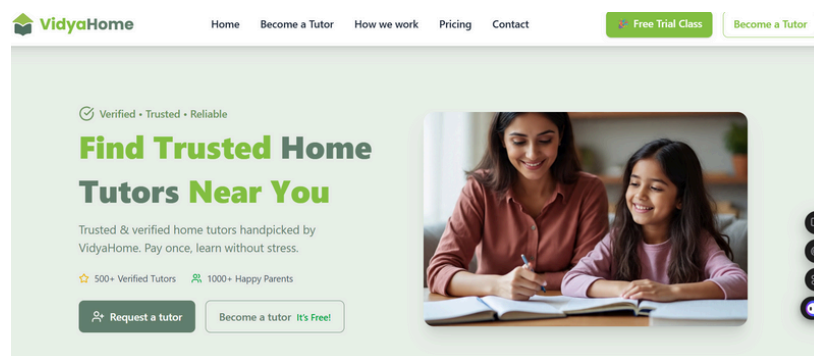 VidyaHome
Home Become a Tutor How we work Pricing Contact
🎉 Free Trial Class
Become a Tutor
Verified • Trusted • Reliable
Find Trusted Home
Tutors Near You
Trusted & verified home tutors handpicked by
VidyaHome. Pay once, learn without stress.
500+ Verified Tutors 1000+ Happy Parents
Request a tutor
Become a tutor It's Free!